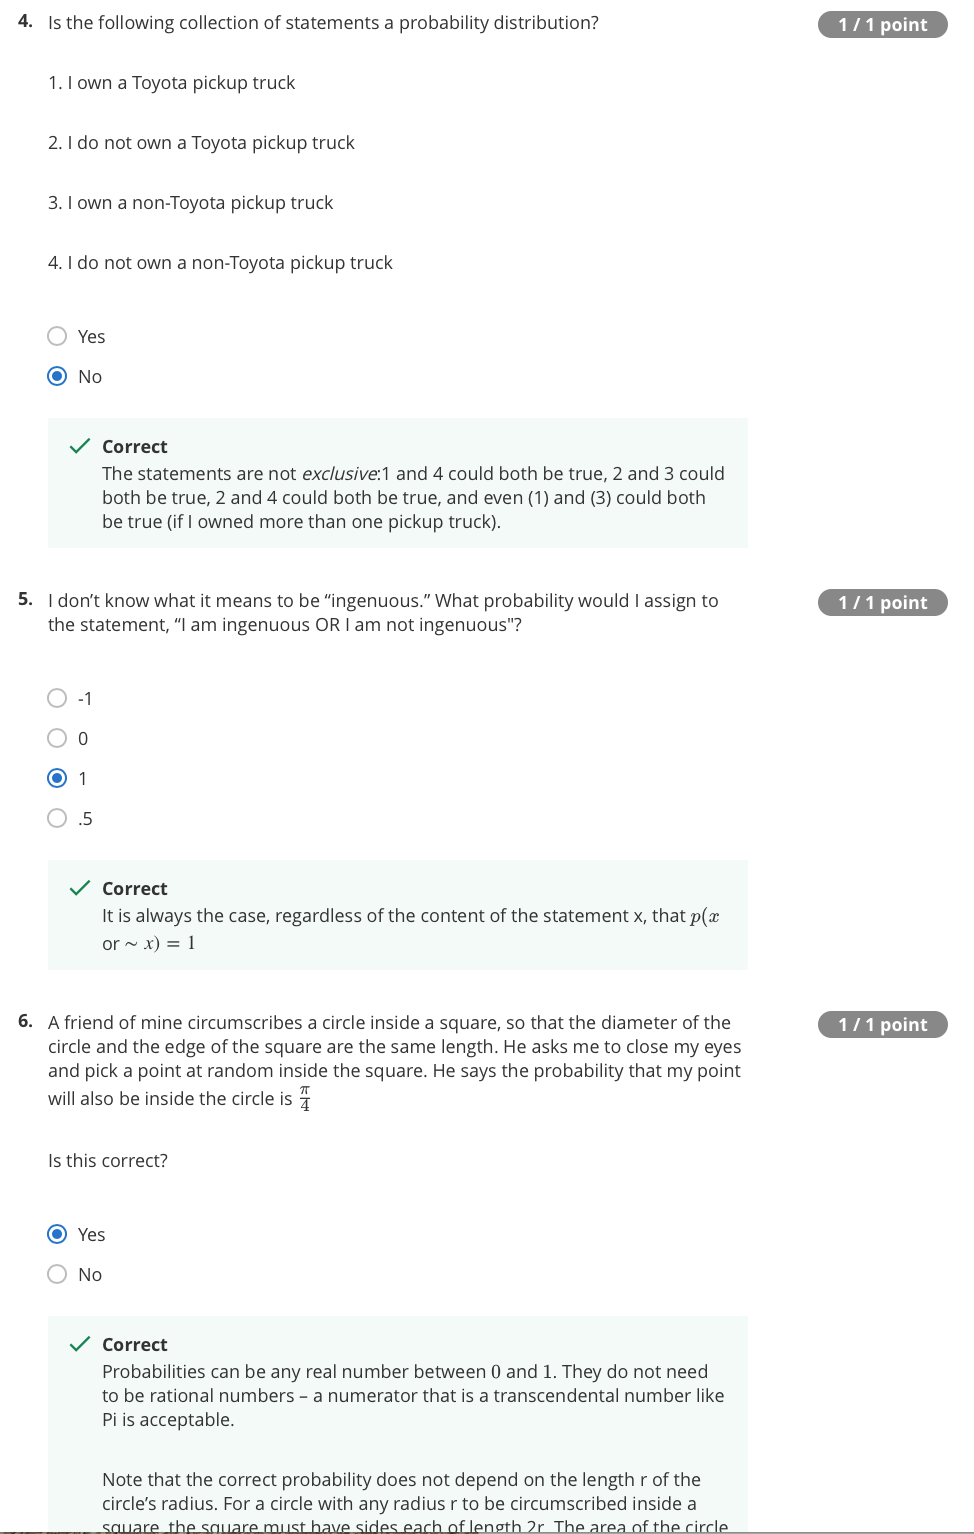 4. Is the following collection of statements a probability distribution?
1 / 1 point
1. I own a Toyota pickup truck
2. I do not own a Toyota pickup truck
3. I own a non-Toyota pickup truck
4. I do not own a non-Toyota pickup truck
Yes
No
Correct
The statements are not exclusive:1 and 4 could both be true, 2 and 3 could
both be true, 2 and 4 could both be true, and even (1) and (3) could both
be true (if I owned more than one pickup truck).
5. I don’t know what it means to be “ingenuous.” What probability would I assign to
1 / 1 point
the statement, “I am ingenuous OR I am not ingenuous"?
-1
0
1
.5
Correct
It is always the case, regardless of the content of the statement x, that p(x
or ~ x) = 1
6. A friend of mine circumscribes a circle inside a square, so that the diameter of the
1 / 1 point
circle and the edge of the square are the same length. He asks me to close my eyes
and pick a point at random inside the square. He says the probability that my point
will also be inside the circle is π/4
Is this correct?
Yes
No
Correct
Probabilities can be any real number between 0 and 1. They do not need
to be rational numbers – a numerator that is a transcendental number like
Pi is acceptable.
Note that the correct probability does not depend on the length r of the
circle’s radius. For a circle with any radius r to be circumscribed inside a
square, the square must have sides each of length 2r. The area of the circle